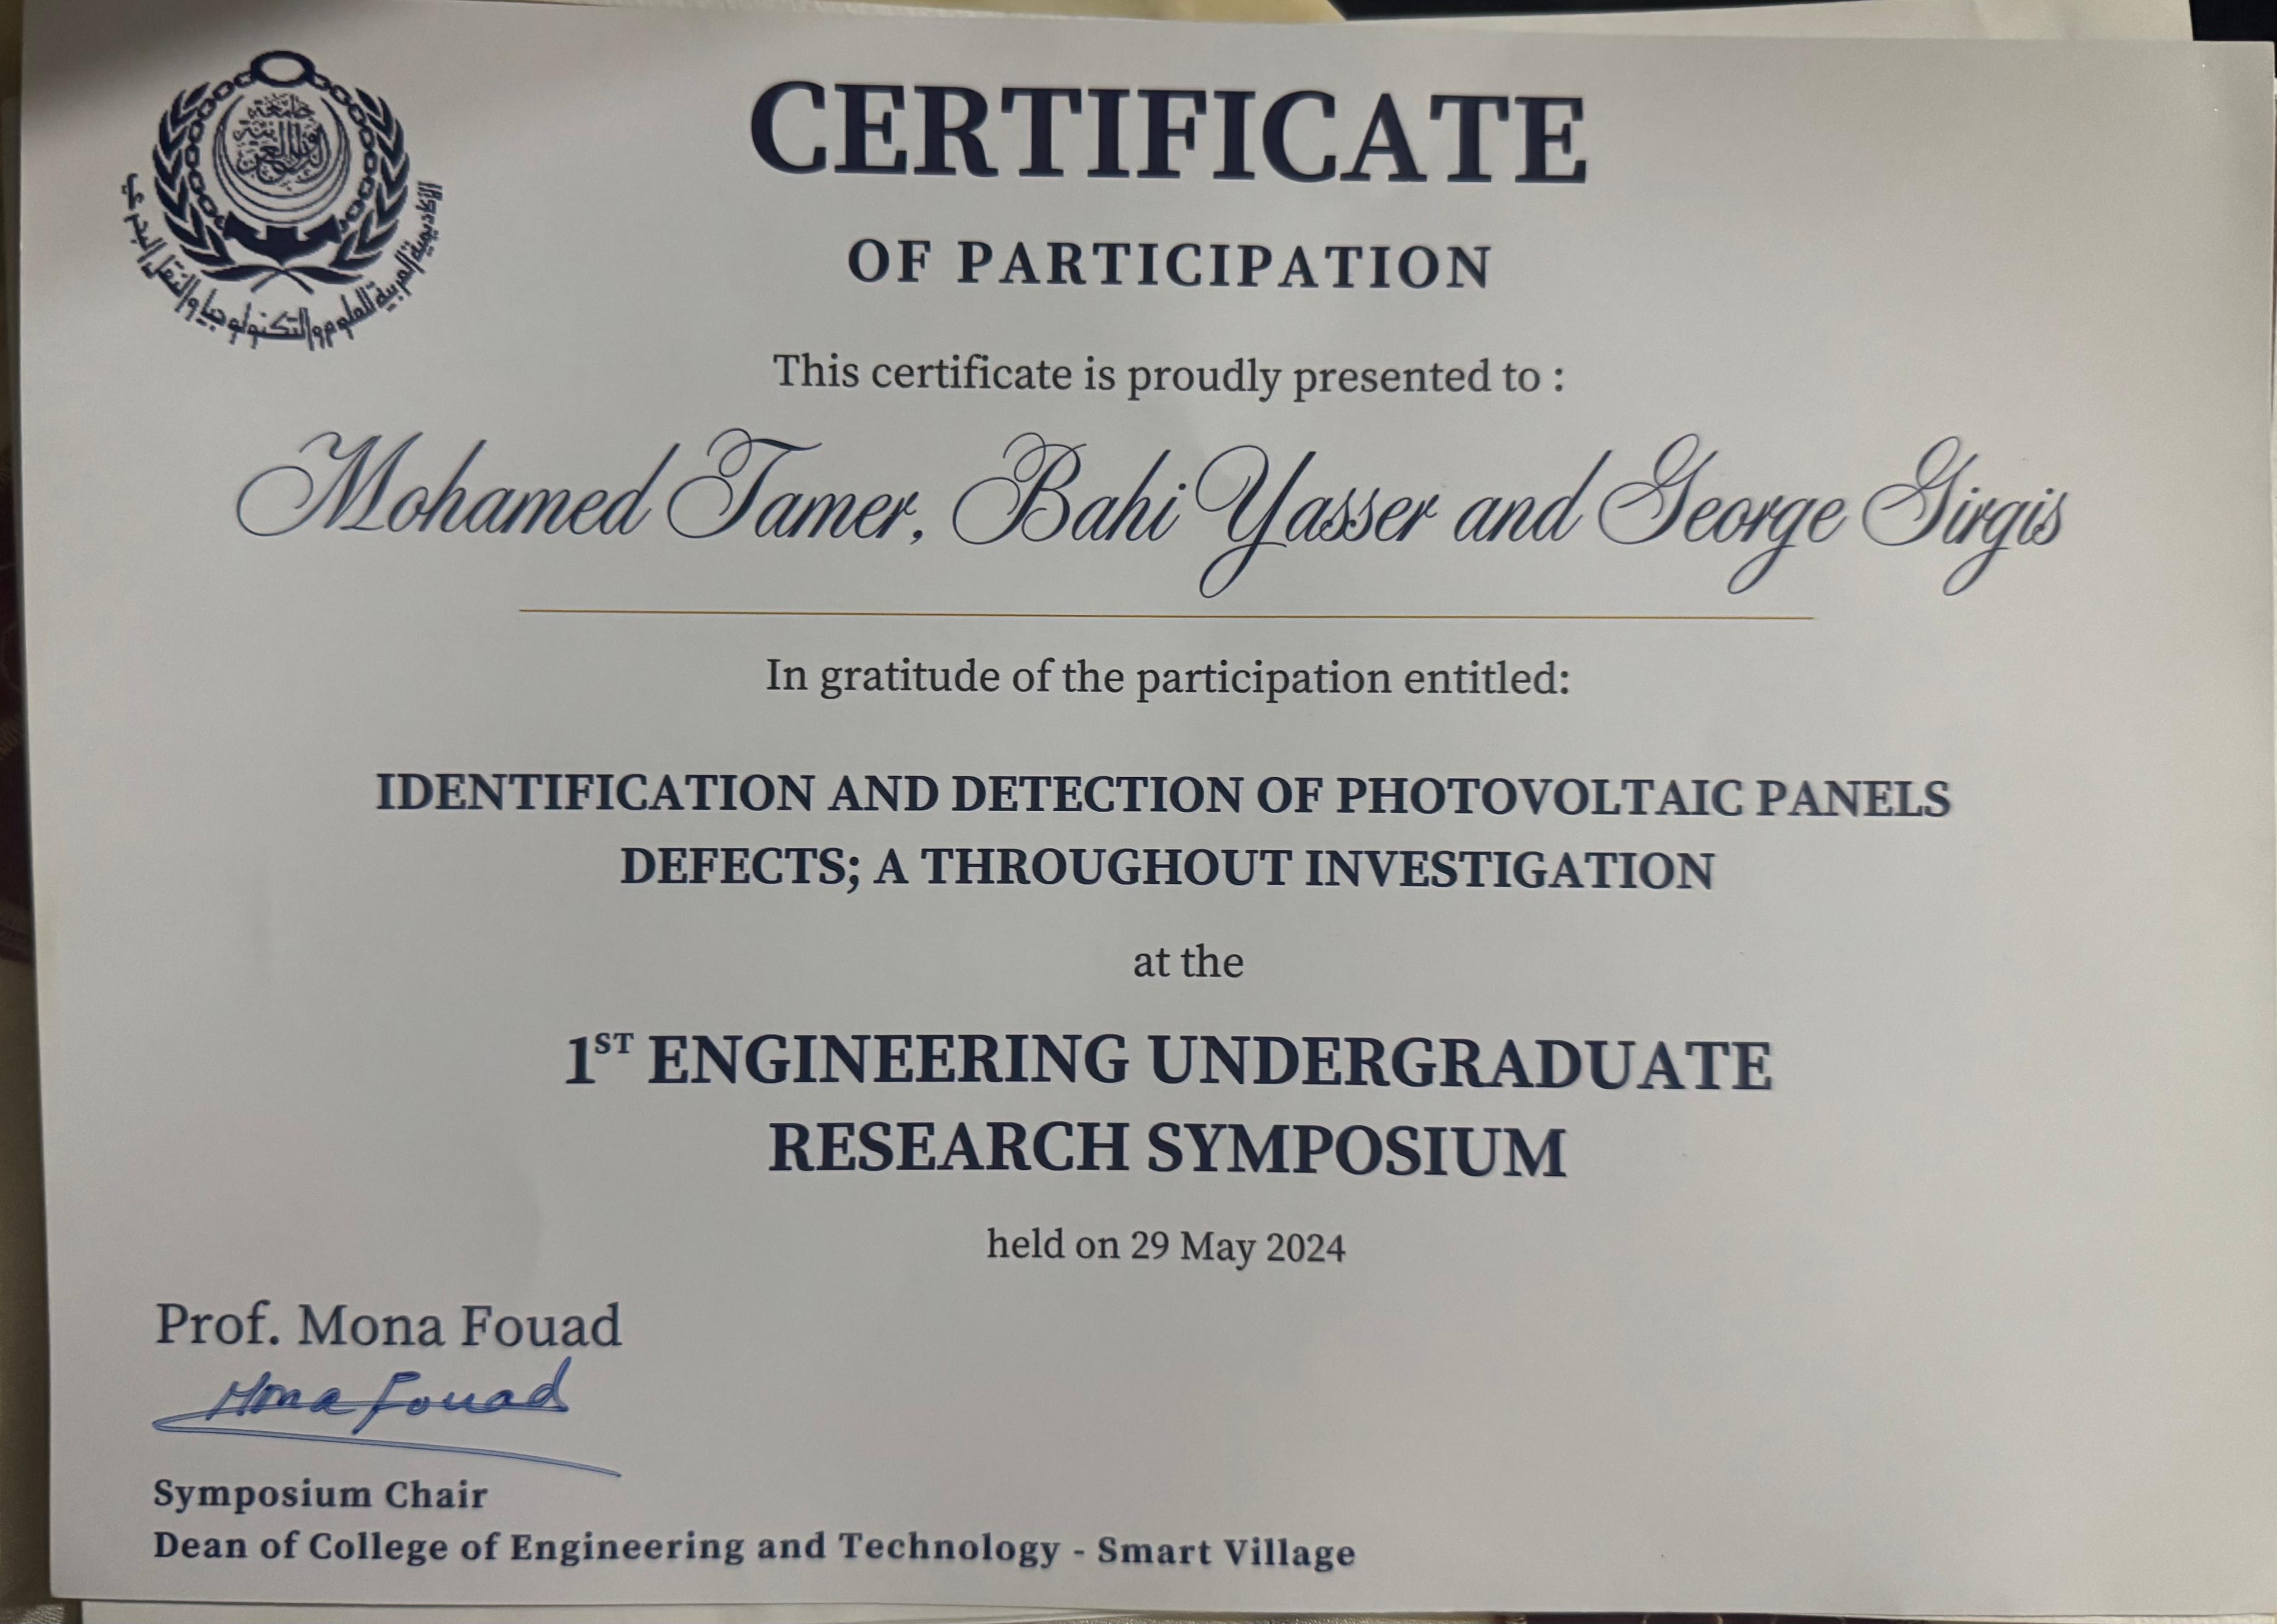 CERTIFICATE
OF PARTICIPATION
This certificate is proudly presented to :
Mohamed Tamer, Bahi Yasser and George Girgis
In gratitude of the participation entitled:
IDENTIFICATION AND DETECTION OF PHOTOVOLTAIC PANELS
DEFECTS; A THROUGHOUT INVESTIGATION
at the
1ST ENGINEERING UNDERGRADUATE
RESEARCH SYMPOSIUM
held on 29 May 2024
Prof. Mona Fouad
Mona Fouad
Symposium Chair
Dean of College of Engineering and Technology - Smart Village
جامعة الدول العربية
الأكاديمية العربية للعلوم والتكنولوجيا والنقل البحري